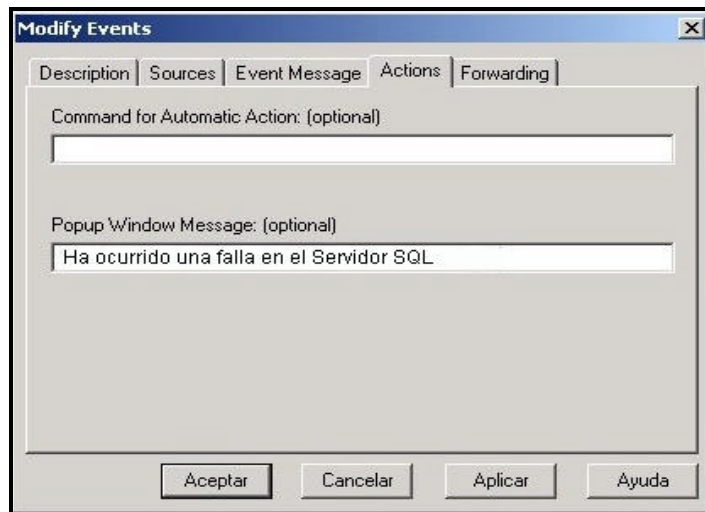 Modify Events
Description Sources Event Message Actions Forwarding
Command for Automatic Action: (optional)
Popup Window Message: (optional)
Ha ocurrido una falla en el Servidor SQL
Aceptar Cancelar Aplicar Ayuda